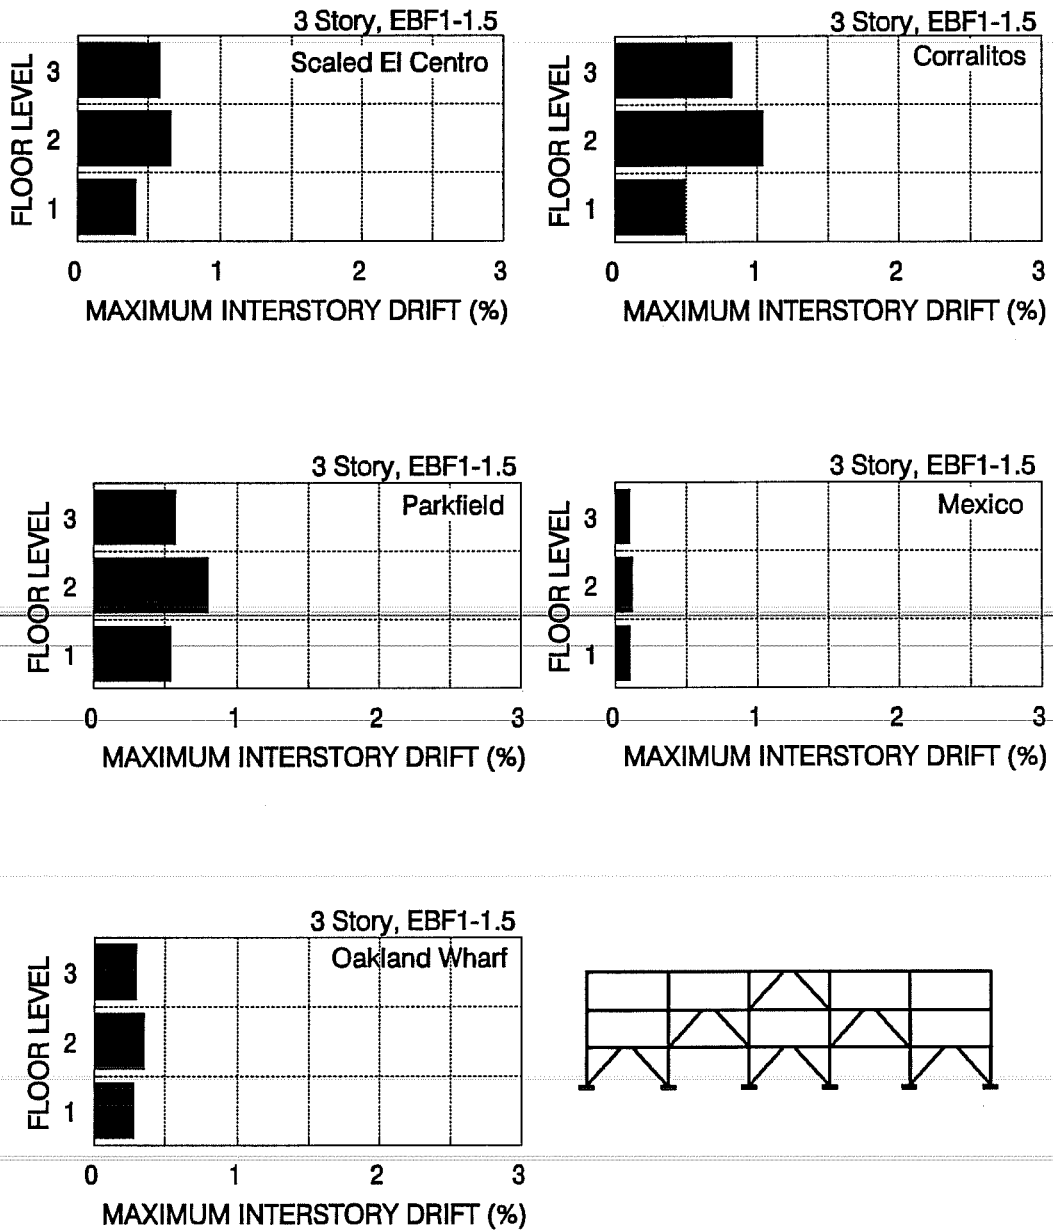 3 Story, EBF1-1.5
Scaled El Centro
FLOOR LEVEL
3
2
1
0 1 2 3
MAXIMUM INTERSTORY DRIFT (%)
3 Story, EBF1-1.5
Corralitos
FLOOR LEVEL
3
2
1
0 1 2 3
MAXIMUM INTERSTORY DRIFT (%)
3 Story, EBF1-1.5
Parkfield
FLOOR LEVEL
3
2
1
0 1 2 3
MAXIMUM INTERSTORY DRIFT (%)
3 Story, EBF1-1.5
Mexico
FLOOR LEVEL
3
2
1
0 1 2 3
MAXIMUM INTERSTORY DRIFT (%)
3 Story, EBF1-1.5
Oakland Wharf
FLOOR LEVEL
3
2
1
0 1 2 3
MAXIMUM INTERSTORY DRIFT (%)